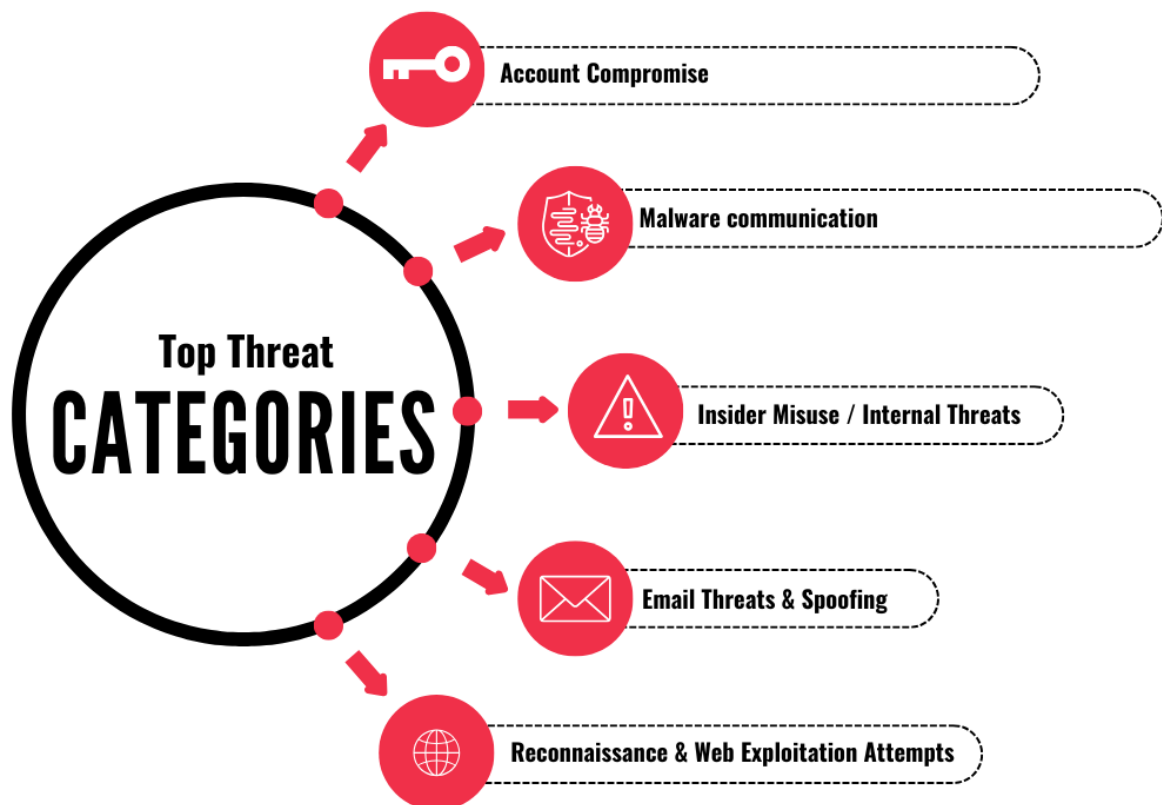 Account Compromise
Malware communication
Top Threat
CATEGORIES
Insider Misuse / Internal Threats
Email Threats & Spoofing
Reconnaissance & Web Exploitation Attempts